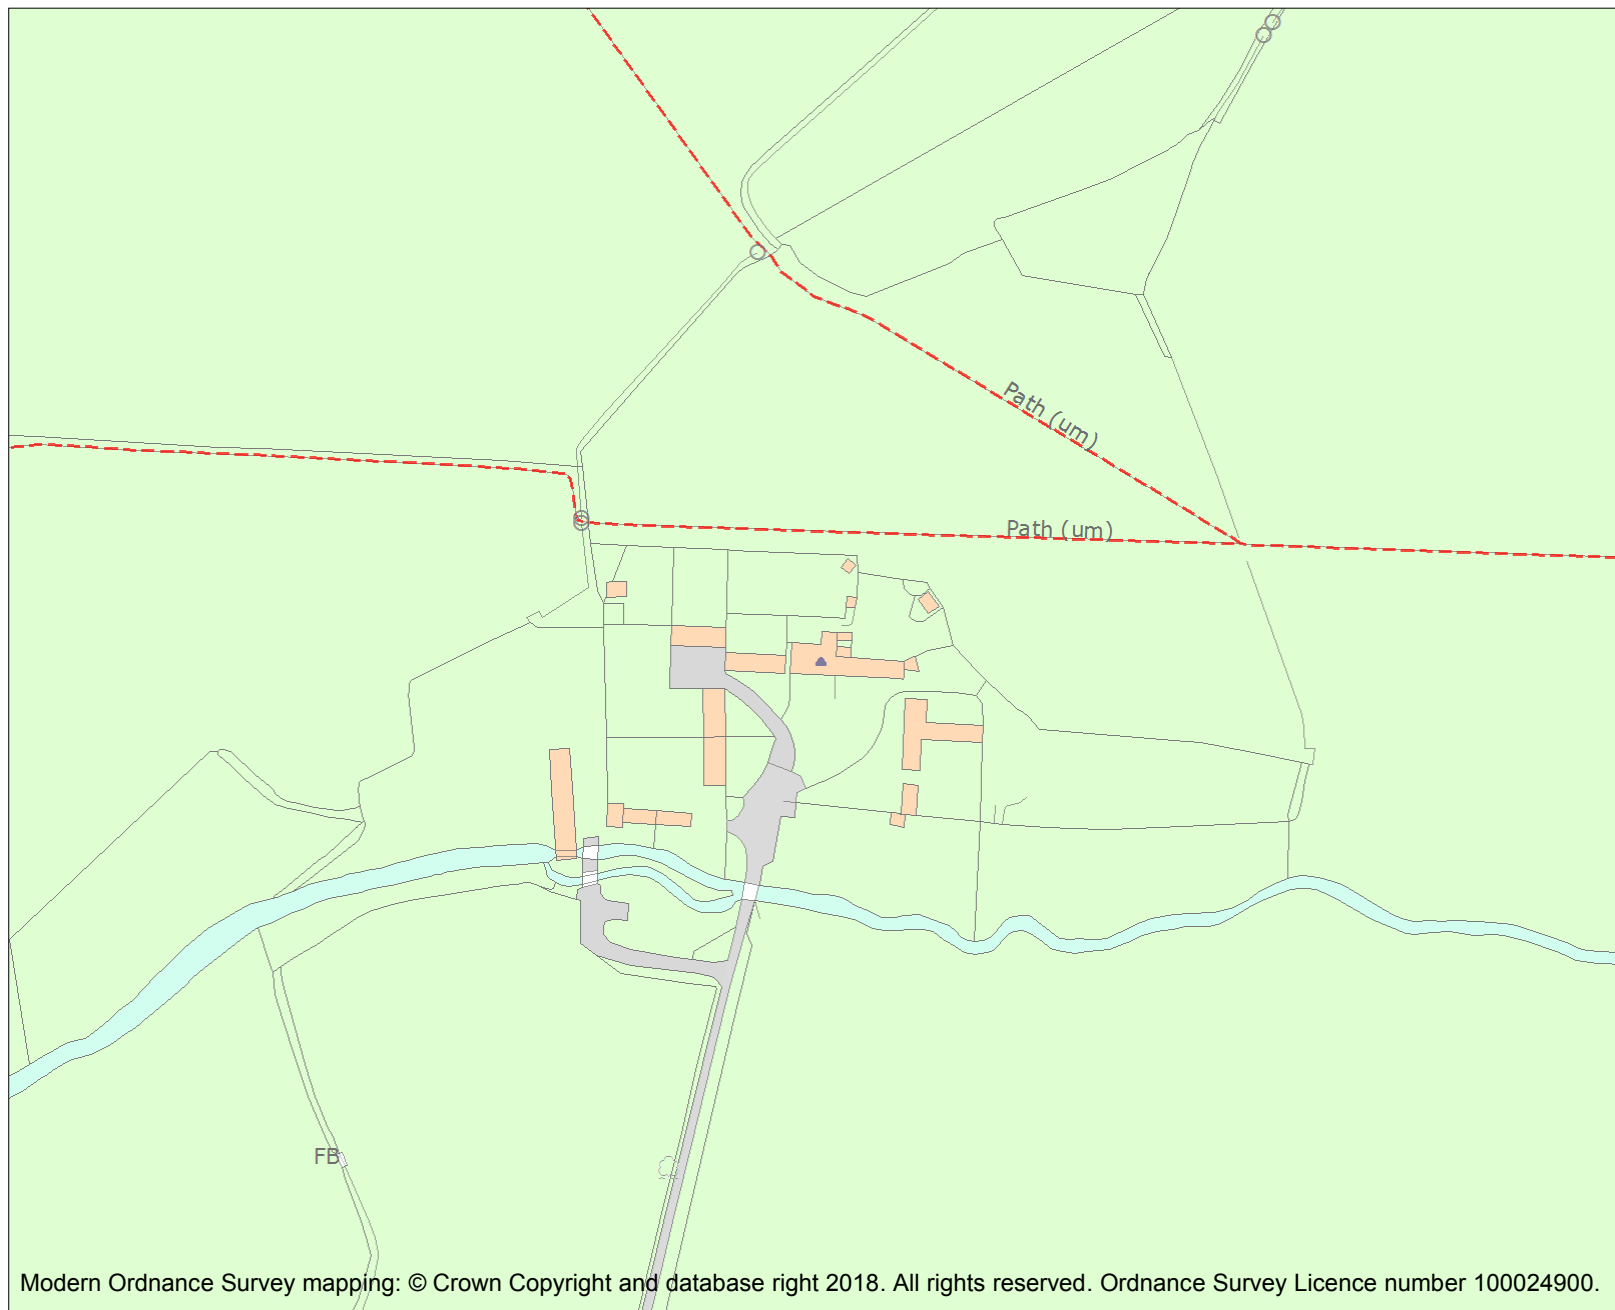 Path (um)
Path (um)
FB
Modern Ordnance Survey mapping: © Crown Copyright and database right 2018. All rights reserved. Ordnance Survey Licence number 100024900.